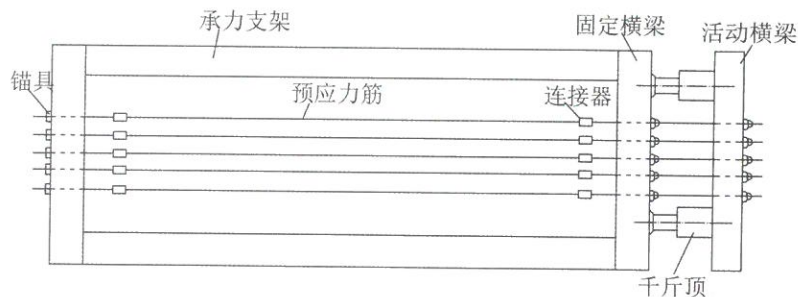 承力支架
固定横梁
活动横梁
锚具
预应力筋
连接器
千斤顶